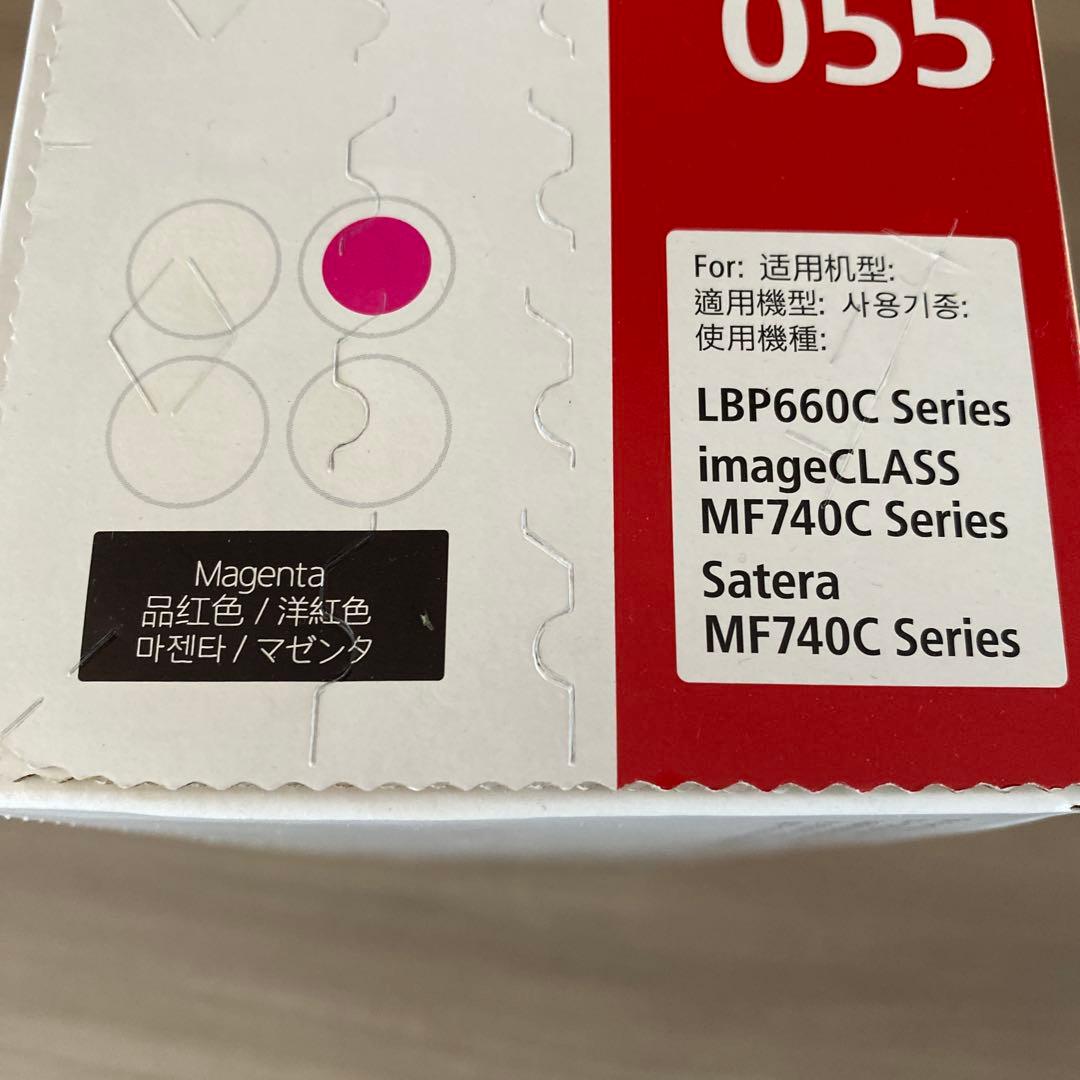 055
For: 适用机型:
適用機型: 사용기종:
使用機種:
LBP660C Series
imageCLASS
MF740C Series
Satera
MF740C Series
Magenta
品红色 / 洋紅色
마젠타 / マゼンタ